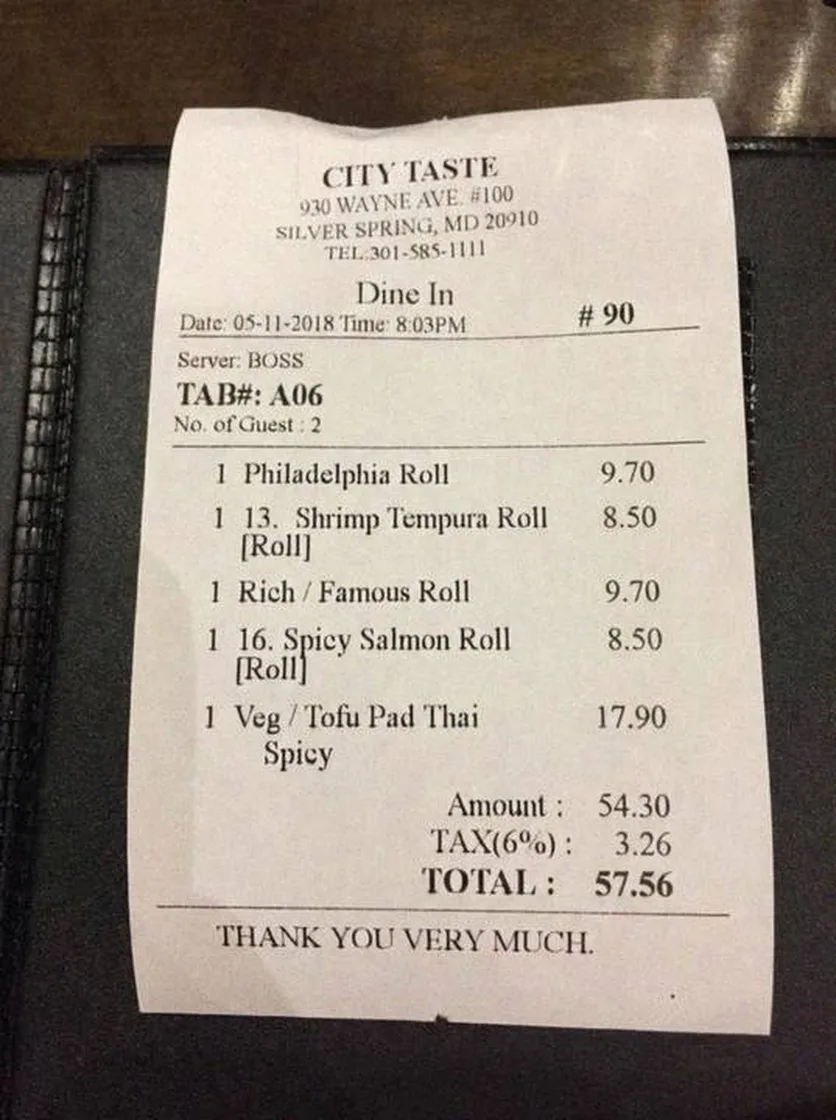 CITY TASTE
930 WAYNE AVE. #100
SILVER SPRING, MD 20910
TEL:301-585-1111
Dine In
Date: 05-11-2018 Time: 8:03PM # 90
Server: BOSS
TAB#: A06
No. of Guest : 2
1 Philadelphia Roll 9.70
1 13. Shrimp Tempura Roll 8.50
[Roll]
1 Rich / Famous Roll 9.70
1 16. Spicy Salmon Roll 8.50
[Roll]
1 Veg / Tofu Pad Thai 17.90
Spicy
Amount : 54.30
TAX(6%) : 3.26
TOTAL : 57.56
THANK YOU VERY MUCH.